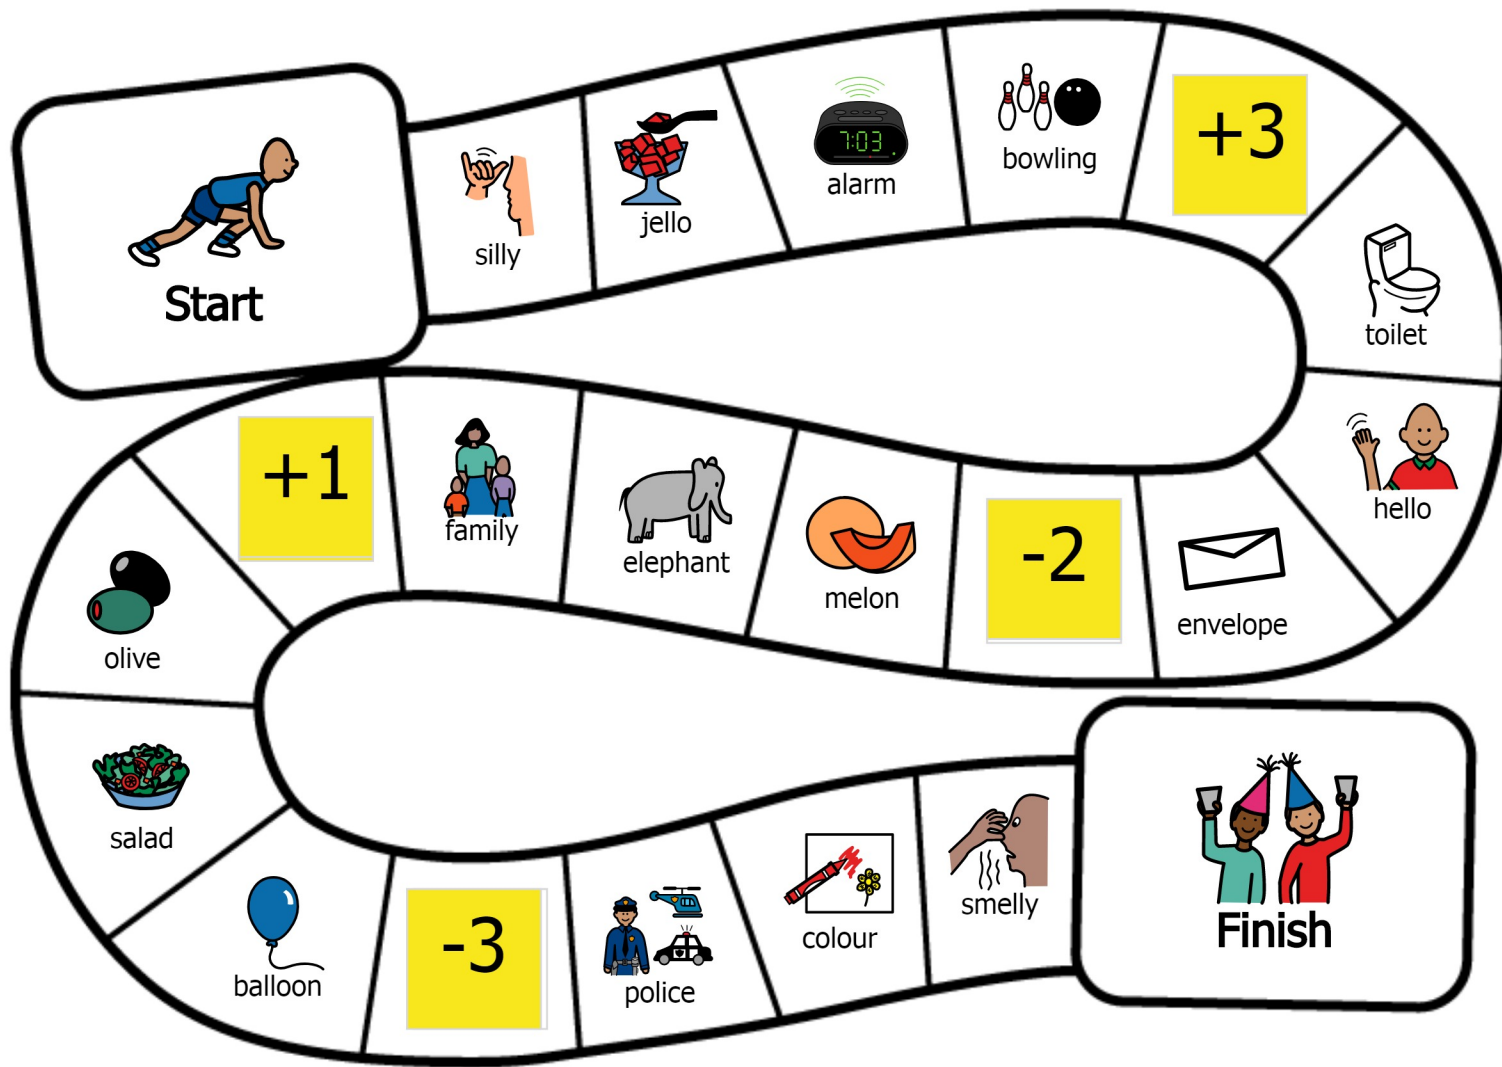 Start
silly
jello
7:03
alarm
bowling
+3
toilet
hello
envelope
-2
melon
elephant
family
+1
olive
salad
balloon
-3
police
colour
smelly
Finish